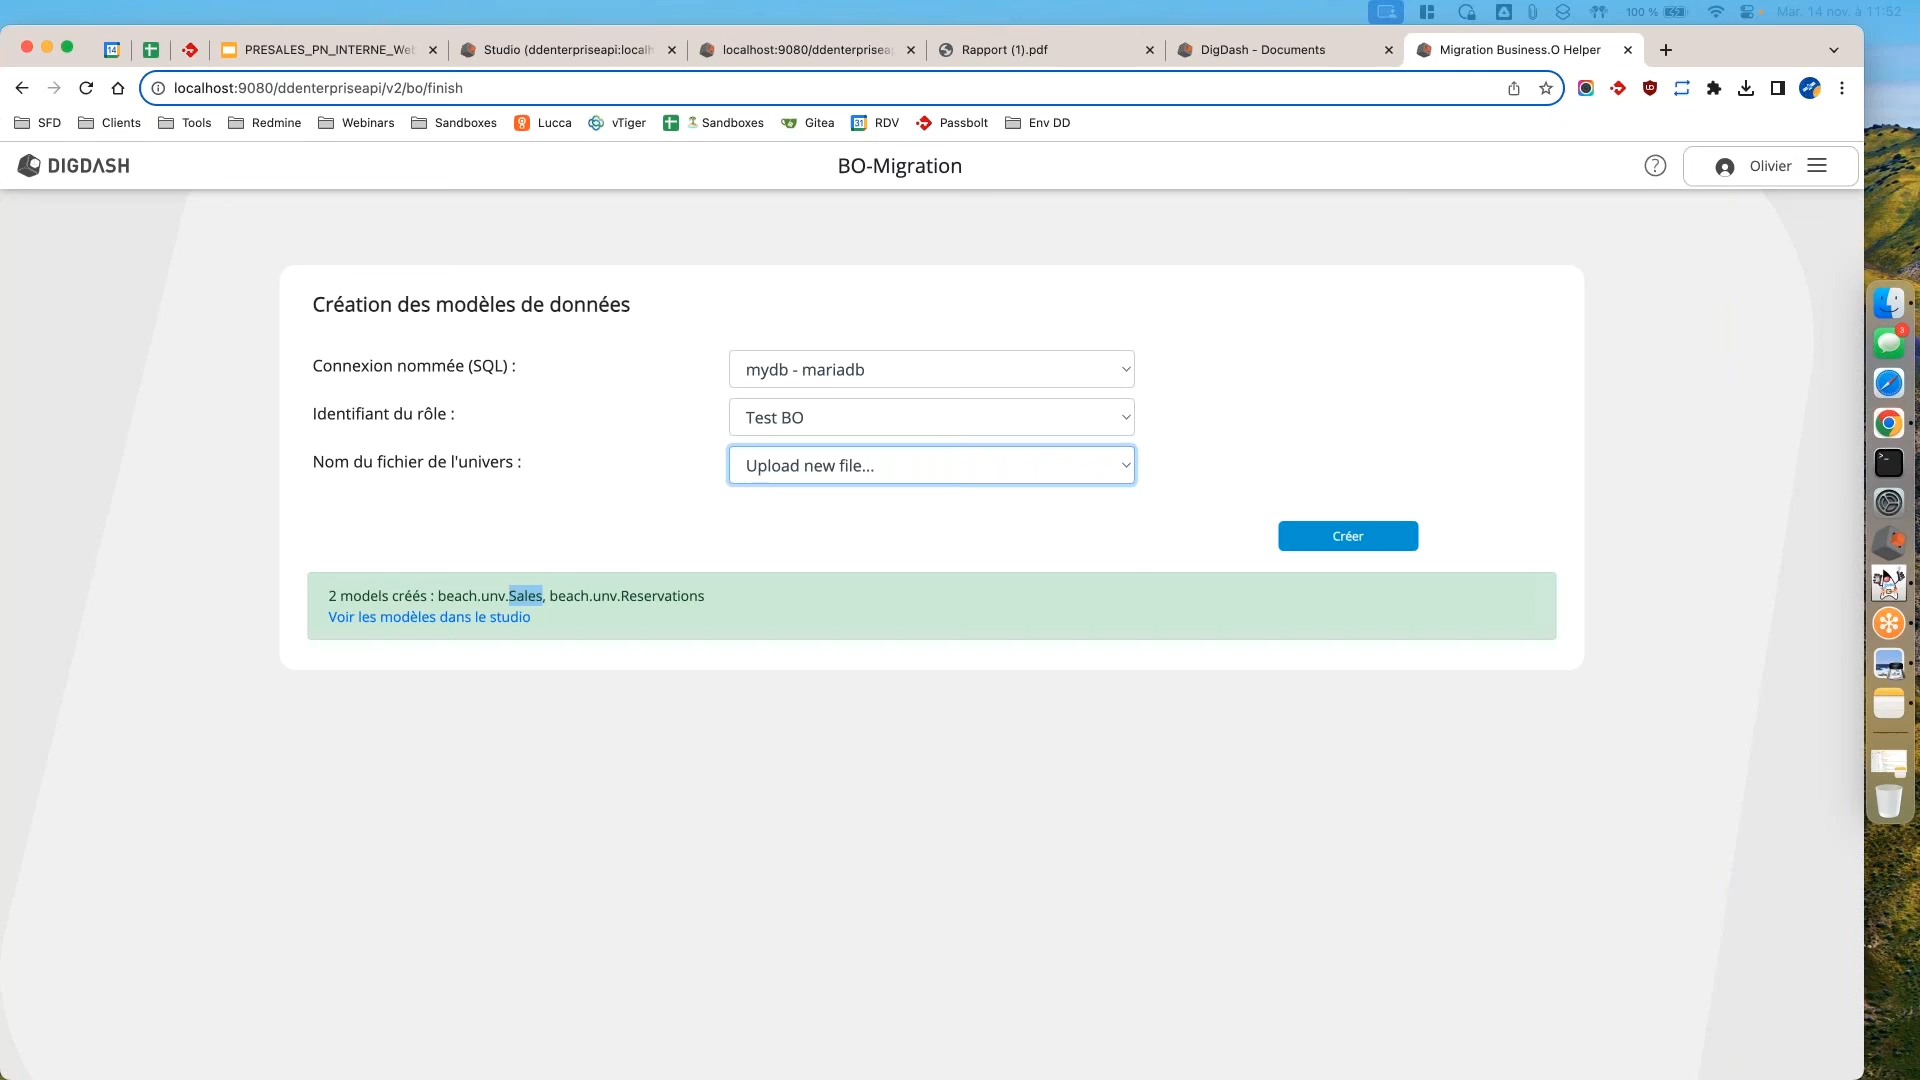 100 %
Mar. 14 nov. à 11:52
14
PRESALES_PN_INTERNE_Web
Studio (ddenterpriseapi:localh
localhost:9080/ddenterprisea
Rapport (1).pdf
DigDash - Documents
Migration Business.O Helper
localhost:9080/ddenterpriseapi/v2/bo/finish
SFD
Clients
Tools
Redmine
Webinars
Sandboxes
Lucca
vTiger
Sandboxes
Gitea
31
RDV
Passbolt
Env DD
DIGDASH
BO-Migration
?
Olivier
Création des modèles de données
Connexion nommée (SQL) :
mydb - mariadb
Identifiant du rôle :
Test BO
Nom du fichier de l'univers :
Upload new file...
Créer
2 models créés : beach.unv.Sales, beach.unv.Reservations
Voir les modèles dans le studio
3